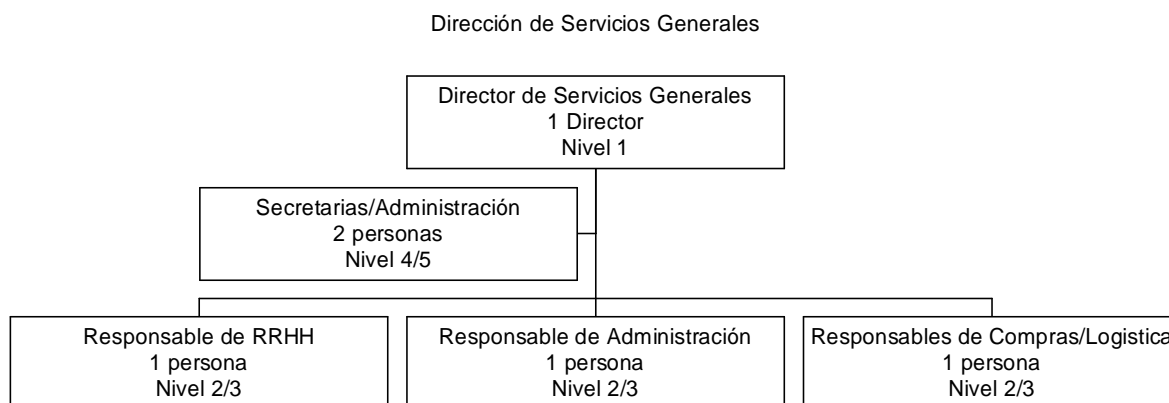 Dirección de Servicios Generales
Director de Servicios Generales
1 Director
Nivel 1
Secretarias/Administración
2 personas
Nivel 4/5
Responsable de RRHH
1 persona
Nivel 2/3
Responsable de Administración
1 persona
Nivel 2/3
Responsables de Compras/Logistica
1 persona
Nivel 2/3